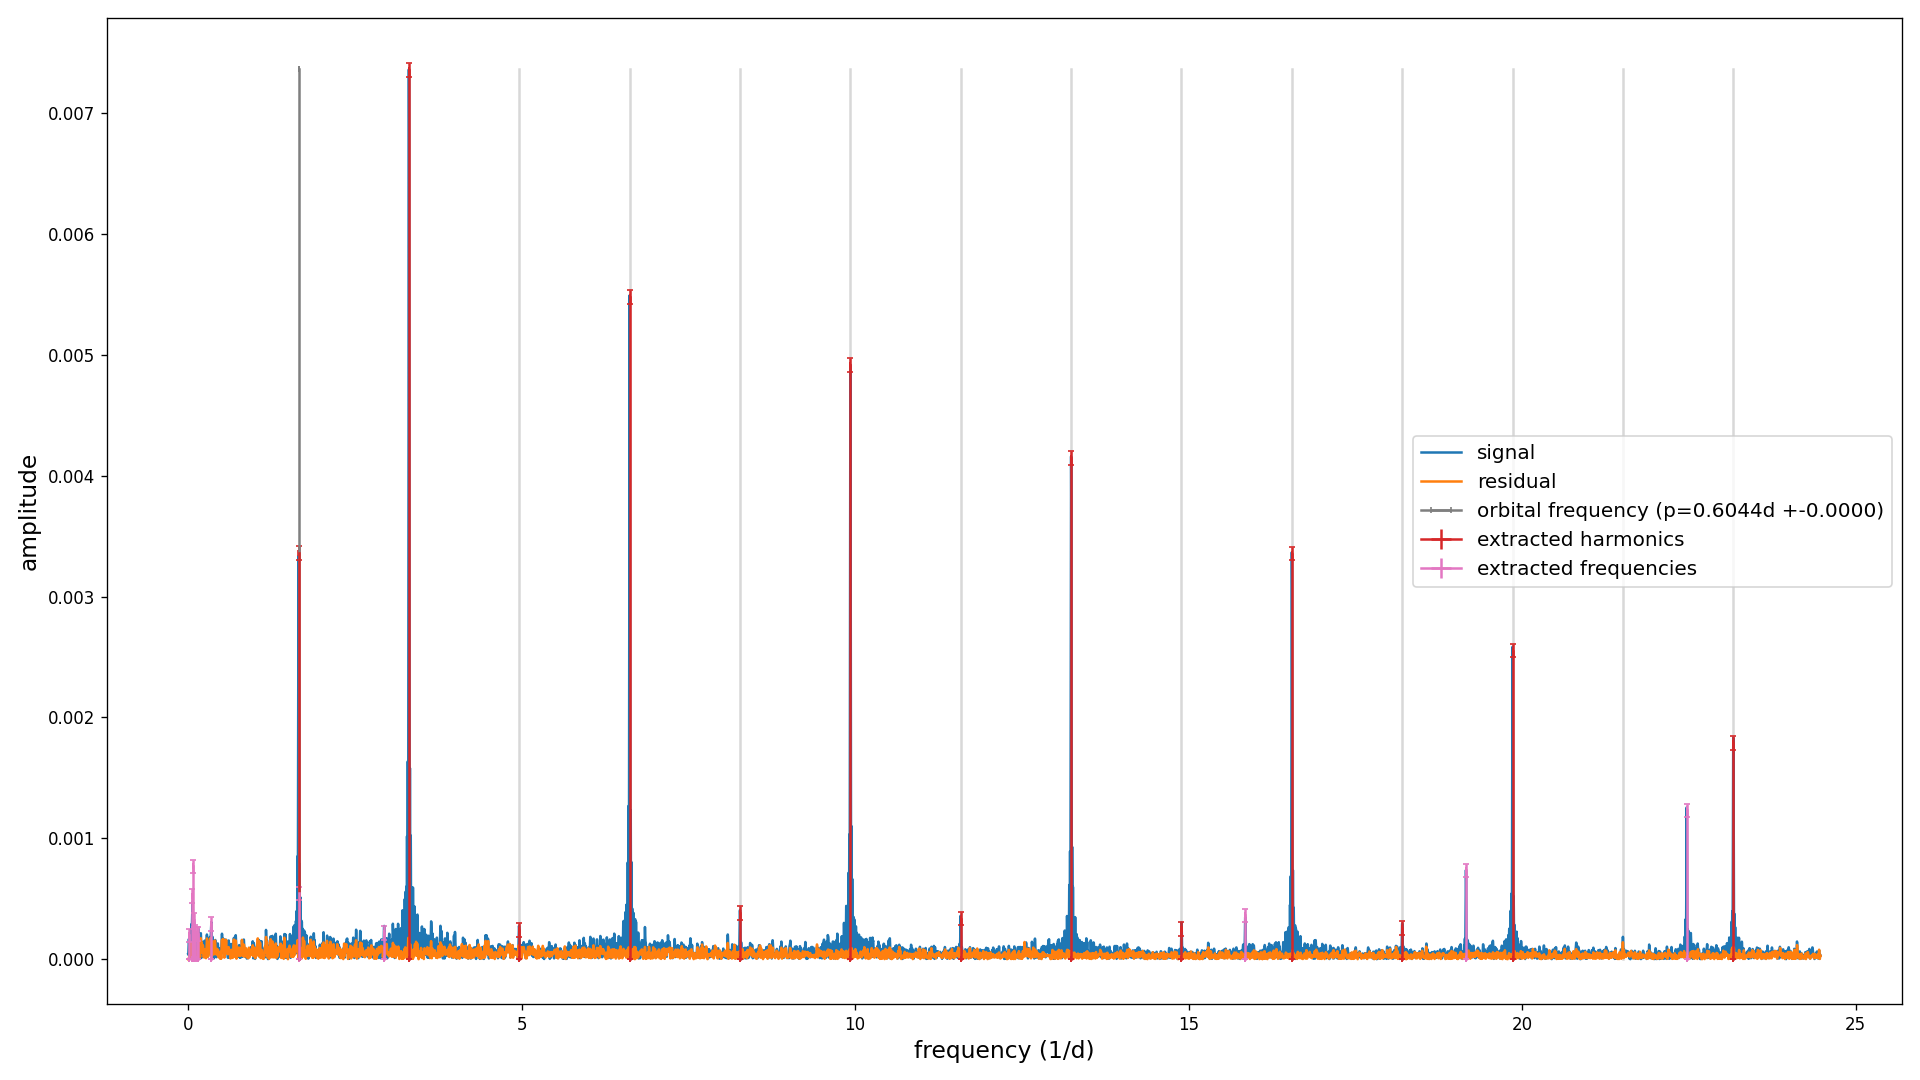 amplitude
0.007
0.006
0.005
0.004
0.003
0.002
0.001
0.000
signal
residual
orbital frequency (p=0.6044d +-0.0000)
extracted harmonics
extracted frequencies
0 5 10 15 20 25
frequency (1/d)